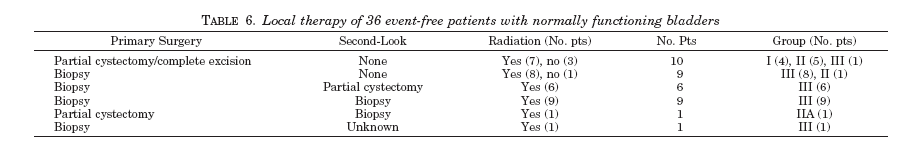 TABLE 6. Local therapy of 36 event-free patients with normally functioning bladders
Primary Surgery Second-Look Radiation (No. pts) No. Pts Group (No. pts)
Partial cystectomy/complete excision None Yes (7), no (3) 10 I (4), II (5), III (1)
Biopsy None Yes (8), no (1) 9 III (8), II (1)
Biopsy Partial cystectomy Yes (6) 6 III (6)
Biopsy Biopsy Yes (9) 9 III (9)
Partial cystectomy Biopsy Yes (1) 1 IIA (1)
Biopsy Unknown Yes (1) 1 III (1)